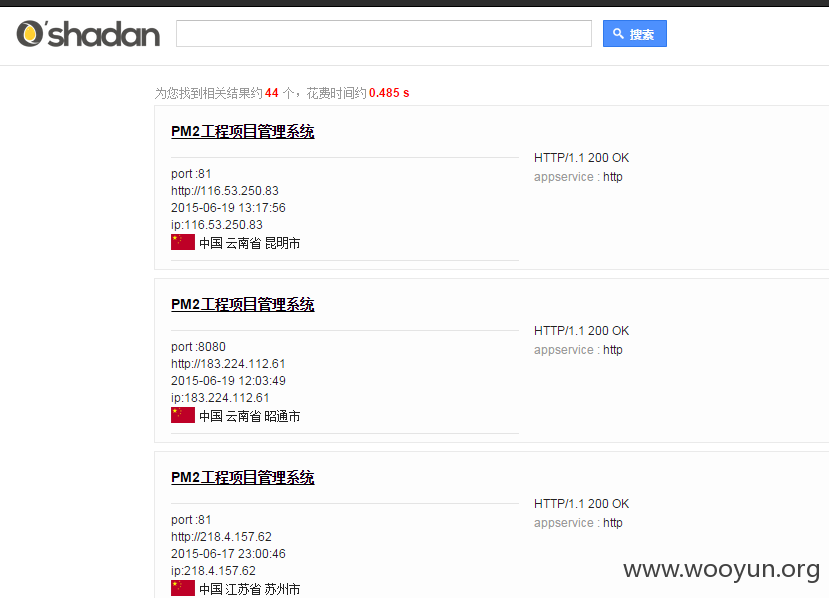 O'shadan
搜索
为您找到相关结果约 44 个，花费时间约 0.485 s
PM2工程项目管理系统
port :81
http://116.53.250.83
2015-06-19 13:17:56
ip:116.53.250.83
中国 云南省 昆明市
HTTP/1.1 200 OK
appservice : http
PM2工程项目管理系统
port :8080
http://183.224.112.61
2015-06-19 12:03:49
ip:183.224.112.61
中国 云南省 昭通市
HTTP/1.1 200 OK
appservice : http
PM2工程项目管理系统
port :81
http://218.4.157.62
2015-06-17 23:00:46
ip:218.4.157.62
中国 江苏省 苏州市
HTTP/1.1 200 OK
appservice : http
www.wooyun.org